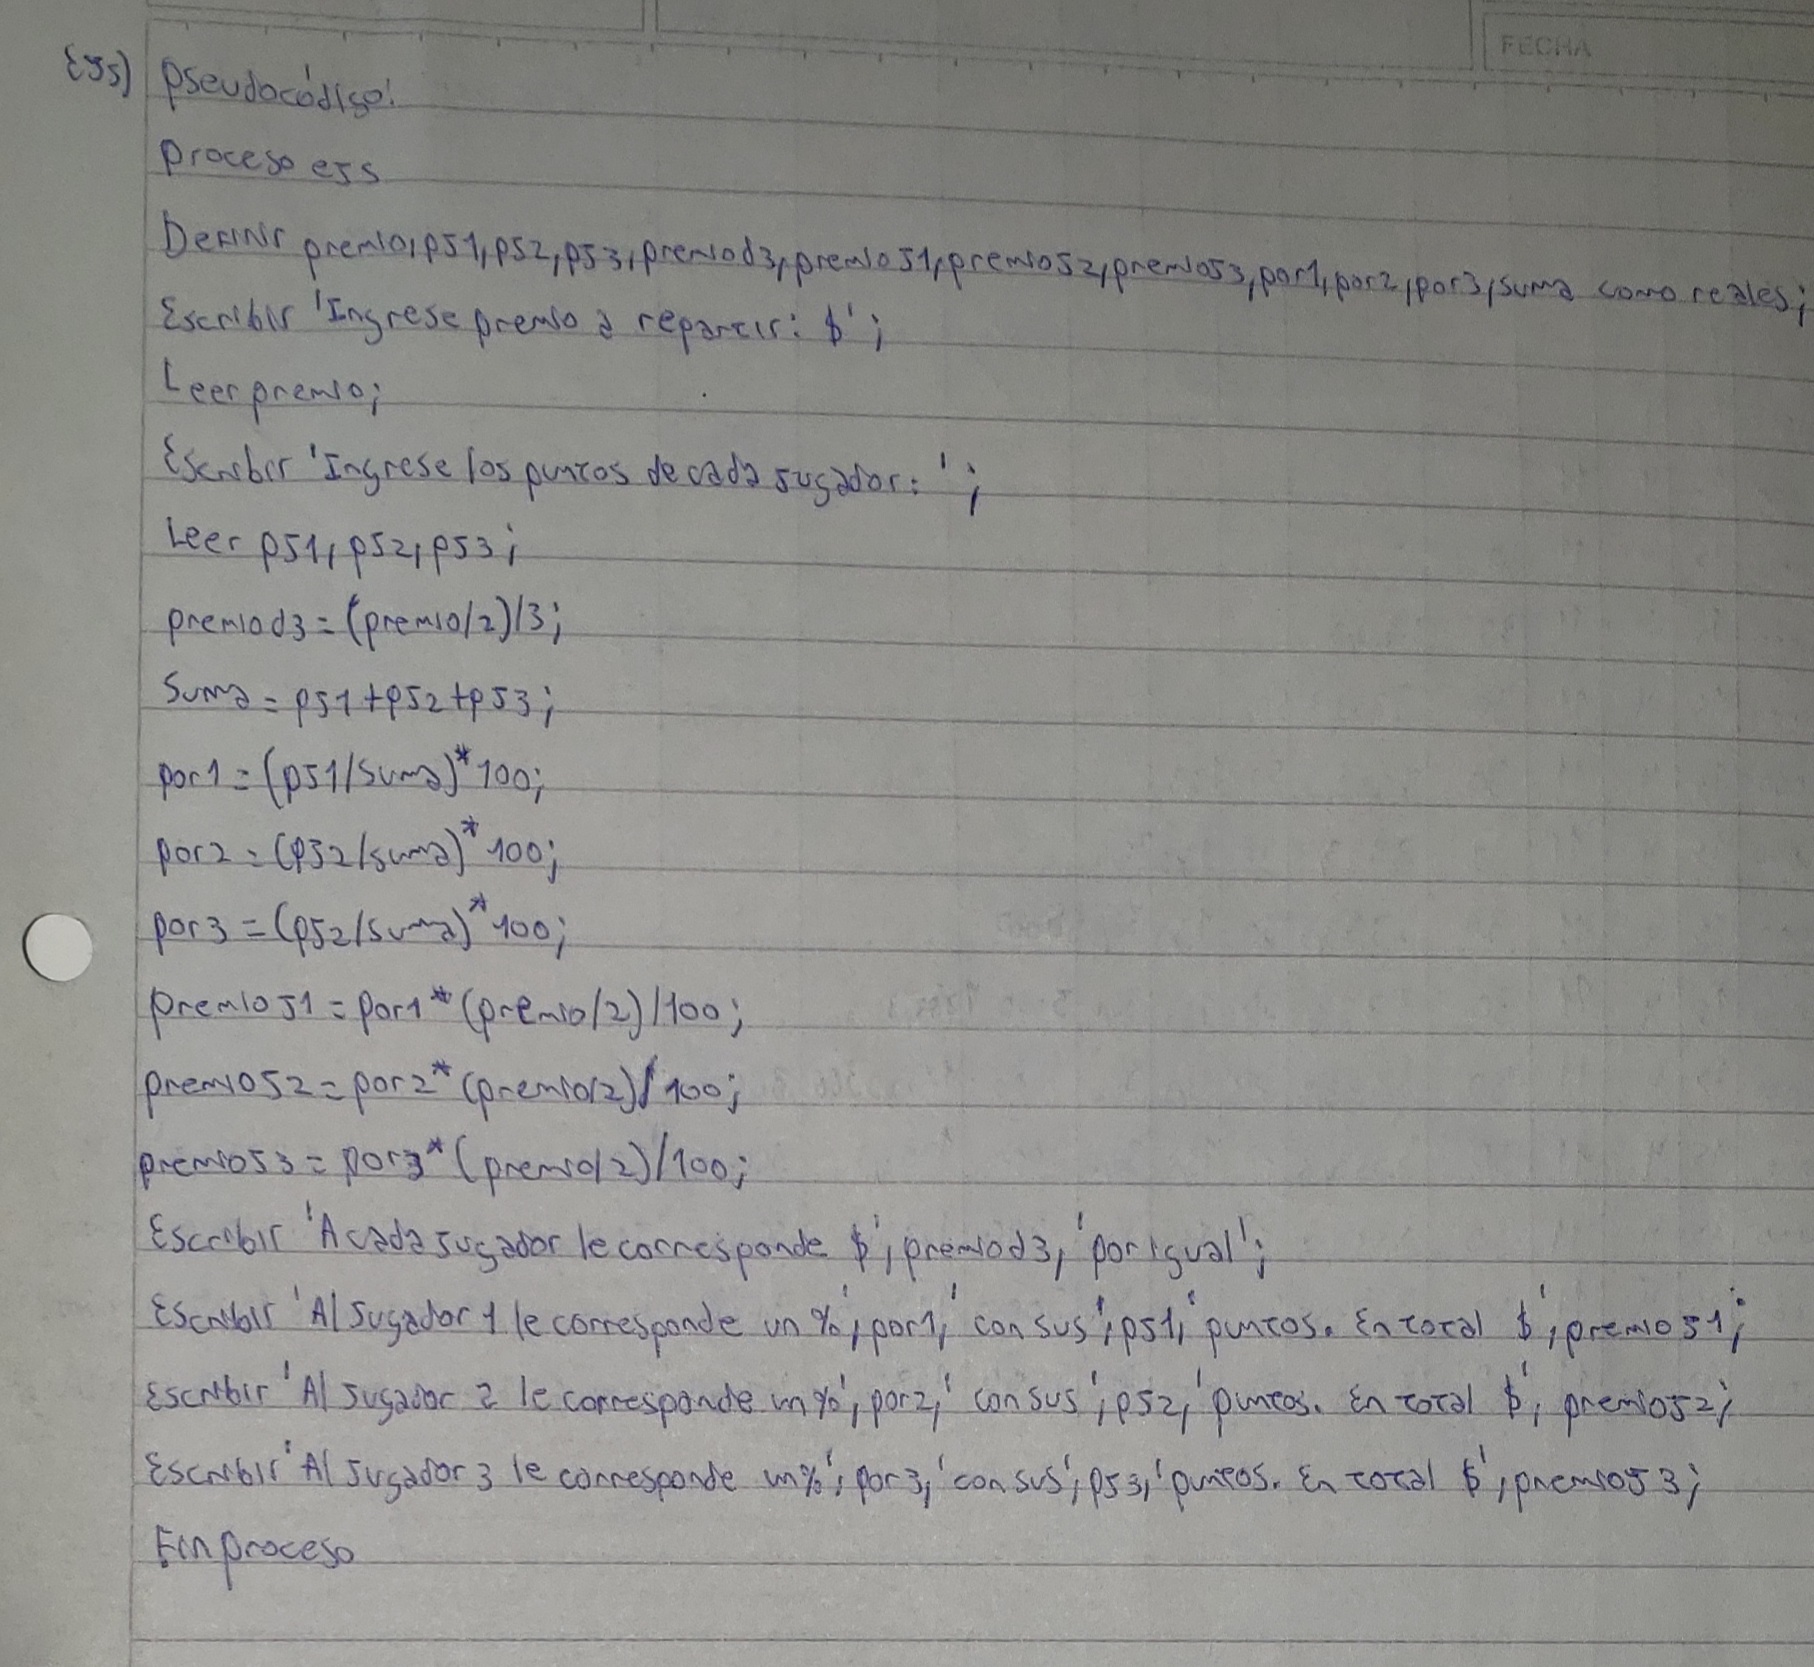 FECHA
Ej5) Pseudocódigo:
Proceso ej5
Definir premio, pj1, pj2, pj3, premiod3, premioj1, premioj2, premioj3, por1, por2, por3, suma como reales;
Escribir 'Ingrese premio a repartir: $';
Leer premio;
Escribir 'Ingrese los puntos de cada jugador: ';
Leer pj1, pj2, pj3;
premiod3 = (premio/2)/3;
Suma = pj1 + pj2 + pj3;
por1 = (pj1/suma)*100;
por2 = (pj2/suma)*100;
por3 = (pj2/suma)*100;
premioj1 = por1*(premio/2)/100;
premioj2 = por2*(premio/2)/100;
premioj3 = por3*(premio/2)/100;
Escribir 'A cada jugador le corresponde $', premiod3, 'por igual';
Escribir 'Al jugador 1 le corresponde un %', por1, 'con sus', pj1, 'puntos. En total $', premioj1;
Escribir 'Al jugador 2 le corresponde un %', por2, 'con sus', pj2, 'puntos. En total $', premioj2;
Escribir 'Al jugador 3 le corresponde un %', por3, 'con sus', pj3, 'puntos. En total $', premioj3;
Finproceso